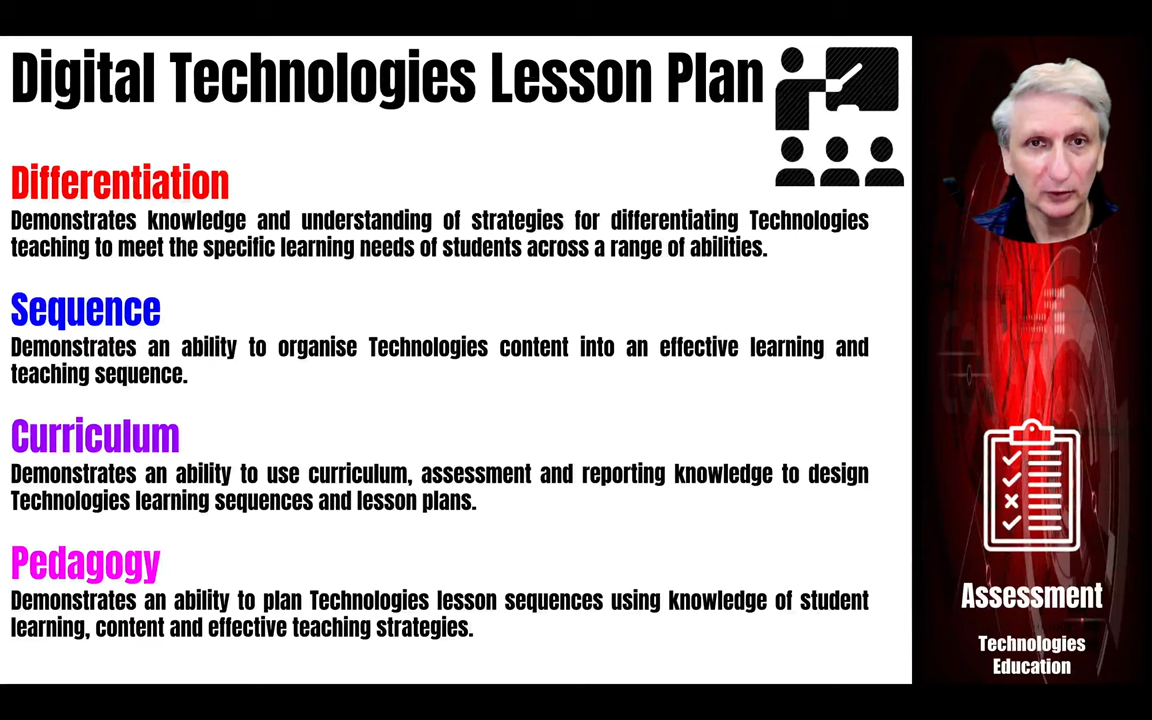 Digital Technologies Lesson Plan
Differentiation
Demonstrates knowledge and understanding of strategies for differentiating Technologies
teaching to meet the specific learning needs of students across a range of abilities.
Sequence
Demonstrates an ability to organise Technologies content into an effective learning and
teaching sequence.
Curriculum
Demonstrates an ability to use curriculum, assessment and reporting knowledge to design
Technologies learning sequences and lesson plans.
Pedagogy
Demonstrates an ability to plan Technologies lesson sequences using knowledge of student
learning, content and effective teaching strategies.
Assessment
Technologies
Education